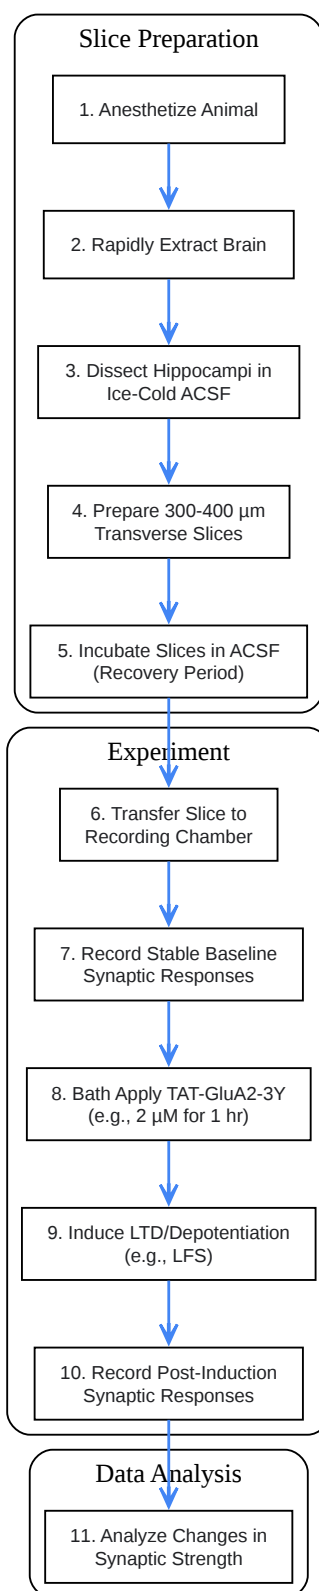 Slice Preparation
1. Anesthetize Animal
2. Rapidly Extract Brain
3. Dissect Hippocampi in
Ice-Cold ACSF
4. Prepare 300-400 µm
Transverse Slices
5. Incubate Slices in ACSF
(Recovery Period)
Experiment
6. Transfer Slice to
Recording Chamber
7. Record Stable Baseline
Synaptic Responses
8. Bath Apply TAT-GluA2-3Y
(e.g., 2 µM for 1 hr)
9. Induce LTD/Depotentiation
(e.g., LFS)
10. Record Post-Induction
Synaptic Responses
Data Analysis
11. Analyze Changes in
Synaptic Strength